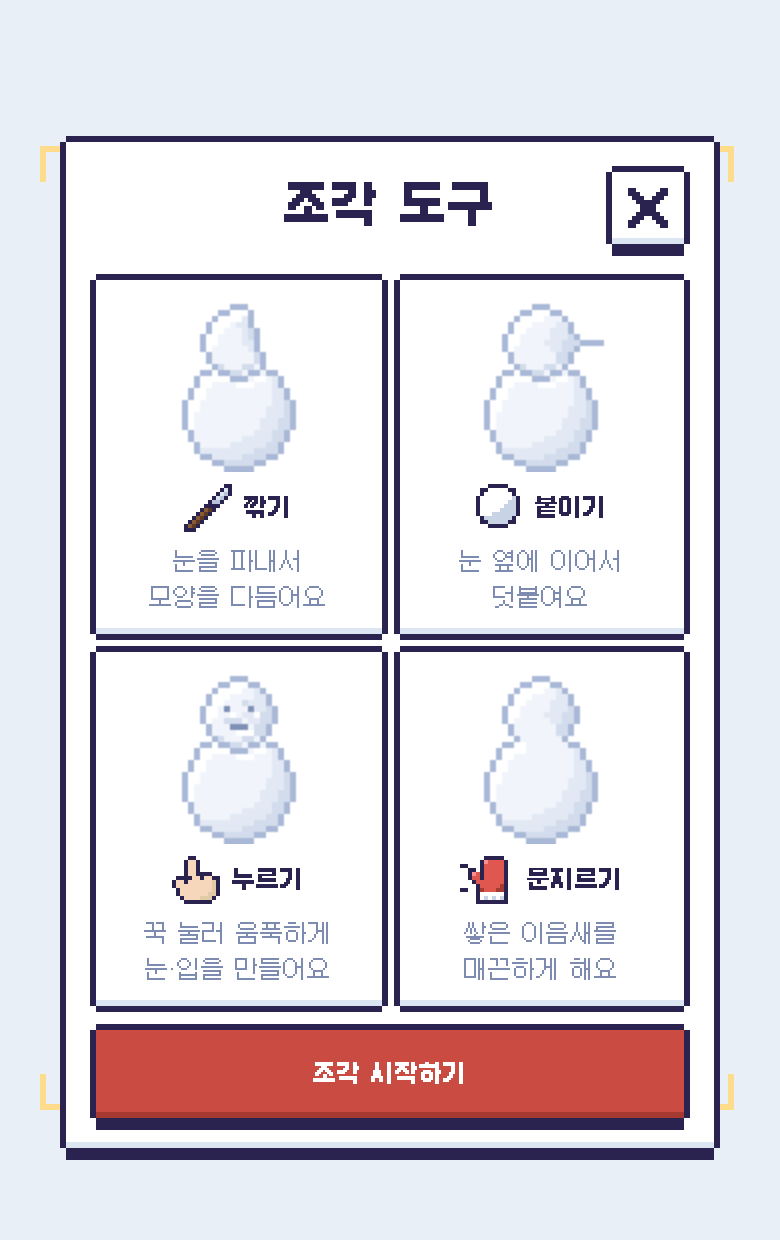 조각 도구
깎기
눈을 파내서
모양을 다듬어요
붙이기
눈 옆에 이어서
덧붙여요
누르기
꾹 눌러 움푹하게
눈·입을 만들어요
문지르기
쌓은 이음새를
매끈하게 해요
조각 시작하기